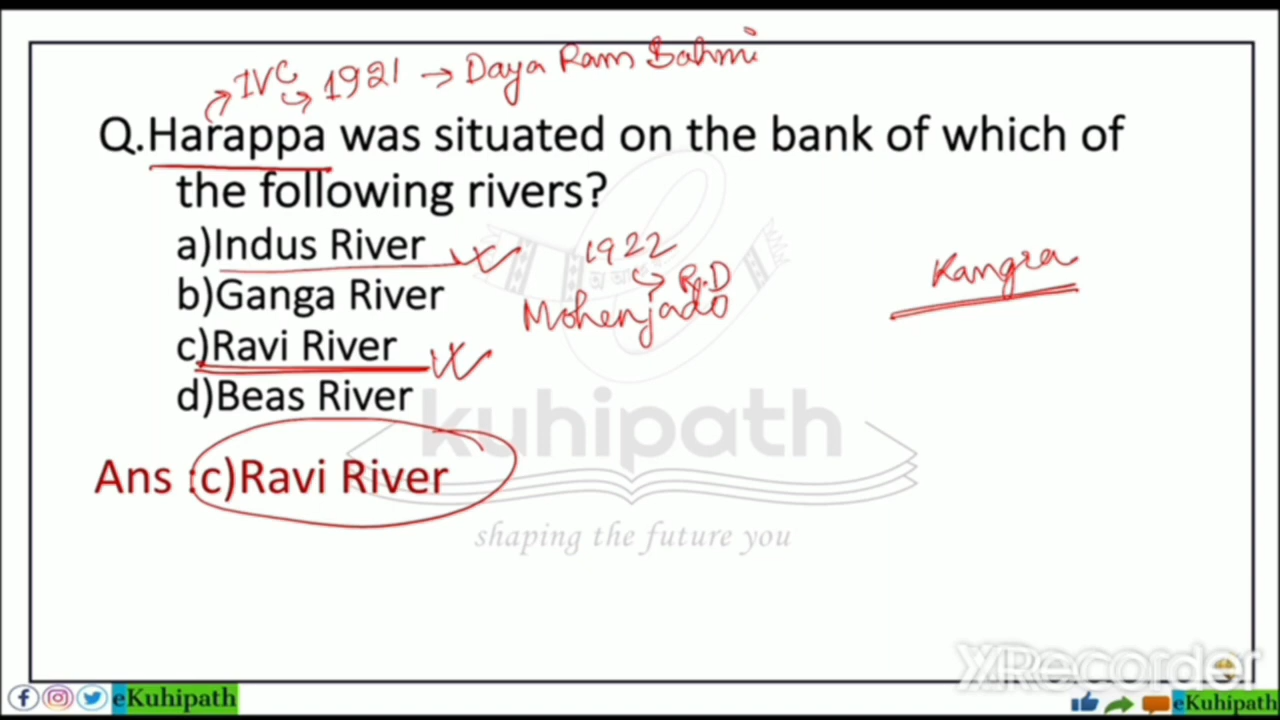 IVC → 1921 → Daya Ram Sahni
Q.Harappa was situated on the bank of which of
the following rivers?
a)Indus River
1922
b)Ganga River
R.D
Mohenjado
Kangra
c)Ravi River
d)Beas River
kuhipath
Ans :c)Ravi River
shaping the future you
XRecorder
eKuhipath
eKuhipath